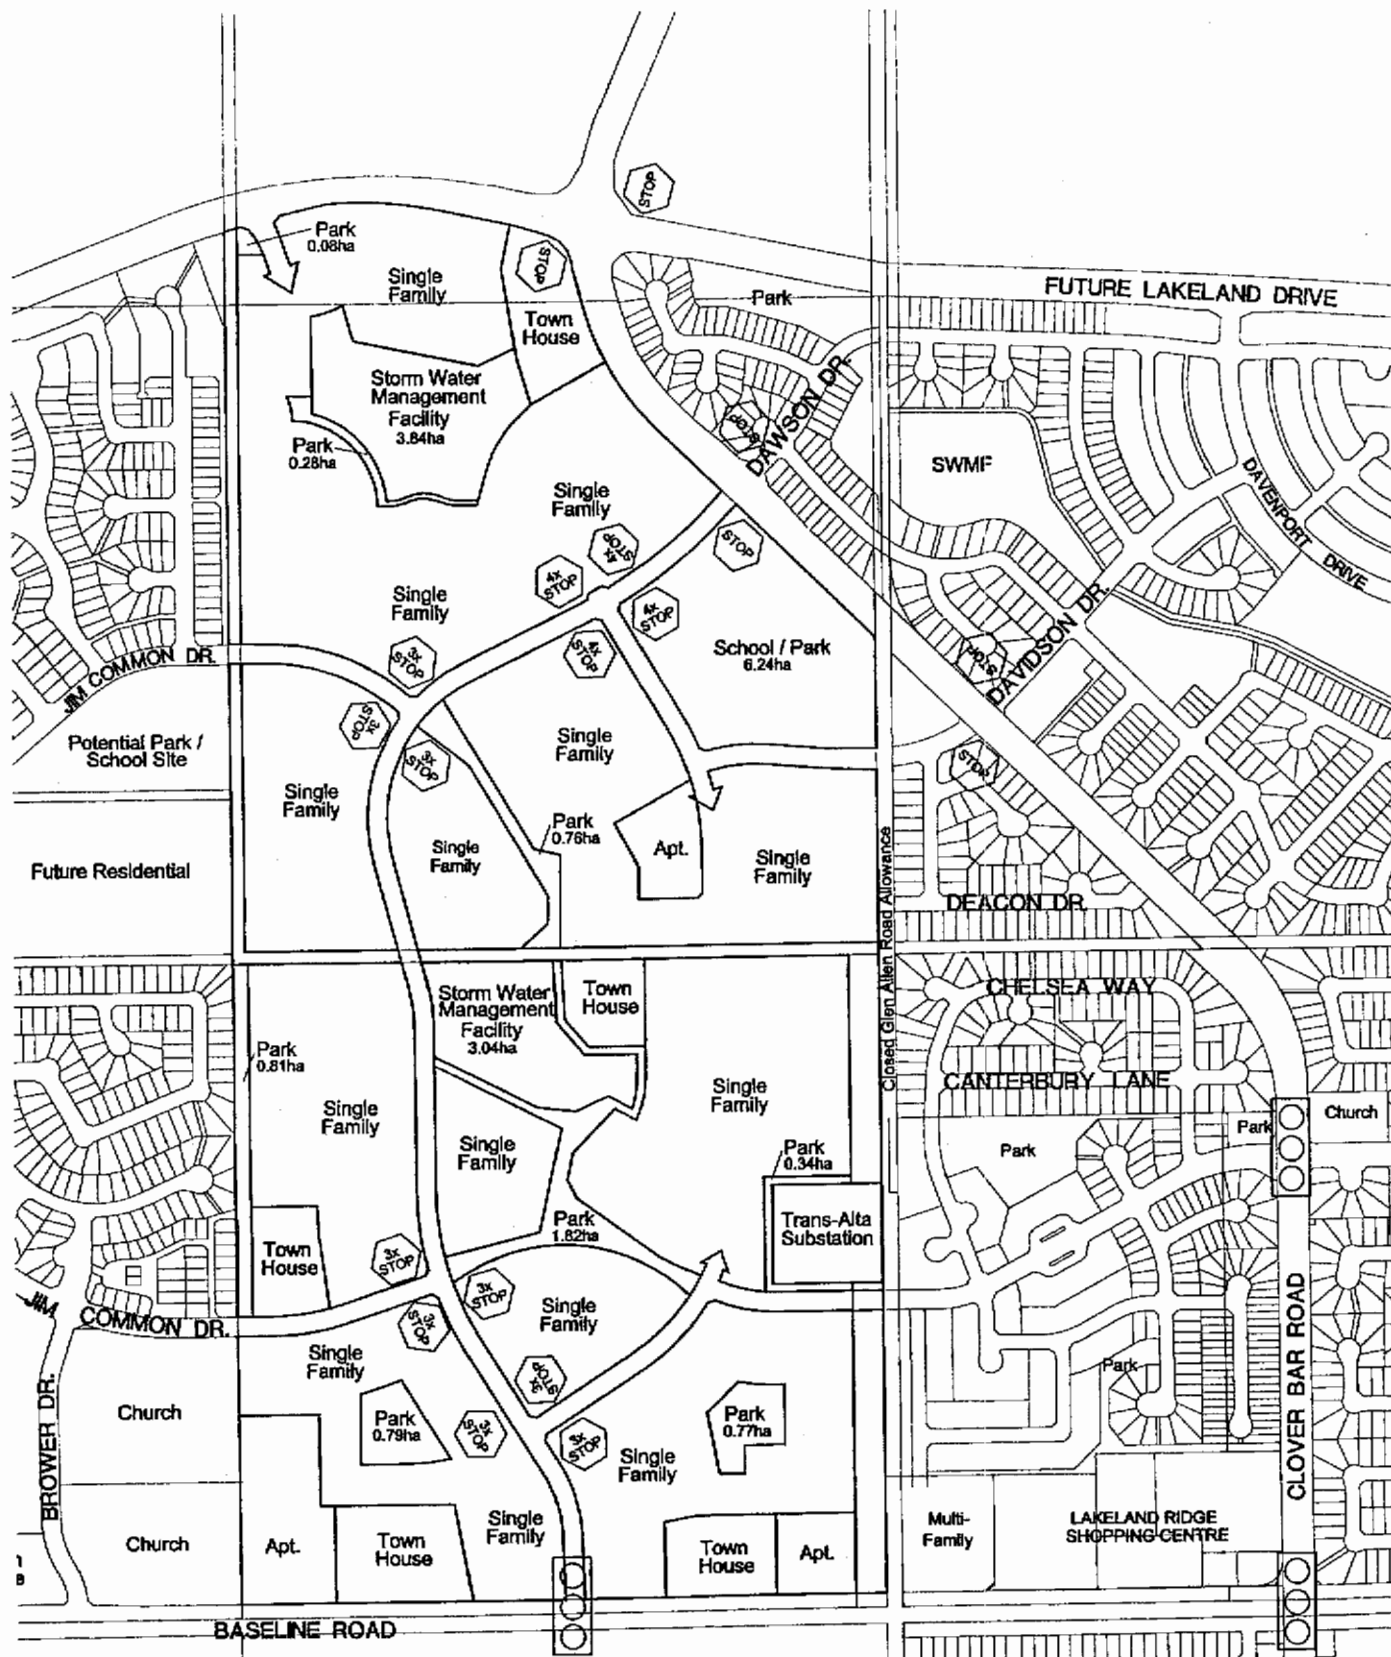 STOP
Park
0.08ha
Single
Family
STOP
FUTURE LAKELAND DRIVE
Park
Town
House
Storm Water
Management
Facility
3.84ha
DAWSON DR.
STOP
Park
0.28ha
SWMF
DAVENPORT DRIVE
Single
Family
4X
STOP
STOP
4X
STOP
Single
Family
4X
STOP
DAVIDSON DR.
3X
STOP
4X
STOP
School / Park
6.24ha
STOP
JIM COMMON DR.
3X
STOP
Potential Park /
School Site
Single
Family
3X
STOP
STOP
Single
Family
Park
0.76ha
Single
Family
Apt.
Single
Family
Future Residential
Closed Glen Allen Road Allowance
DEACON DR.
Storm Water
Management
Facility
3.04ha
Town
House
CHELSEA WAY
Park
0.81ha
CANTERBURY LANE
Single
Family
Single
Family
Church
Park
Single
Family
Park
0.34ha
Park
Park
1.82ha
Trans-Alta
Substation
Town
House
3X
STOP
3X
STOP
JIM
COMMON DR.
3X
STOP
Single
Family
CLOVER BAR ROAD
Single
Family
Park
3X
STOP
BROWER DR.
Church
Park
0.79ha
3X
STOP
Park
0.77ha
3X
STOP
Single
Family
Church
Apt.
Town
House
Single
Family
Town
House
Apt.
Multi-
Family
LAKELAND RIDGE
SHOPPING CENTRE
BASELINE ROAD